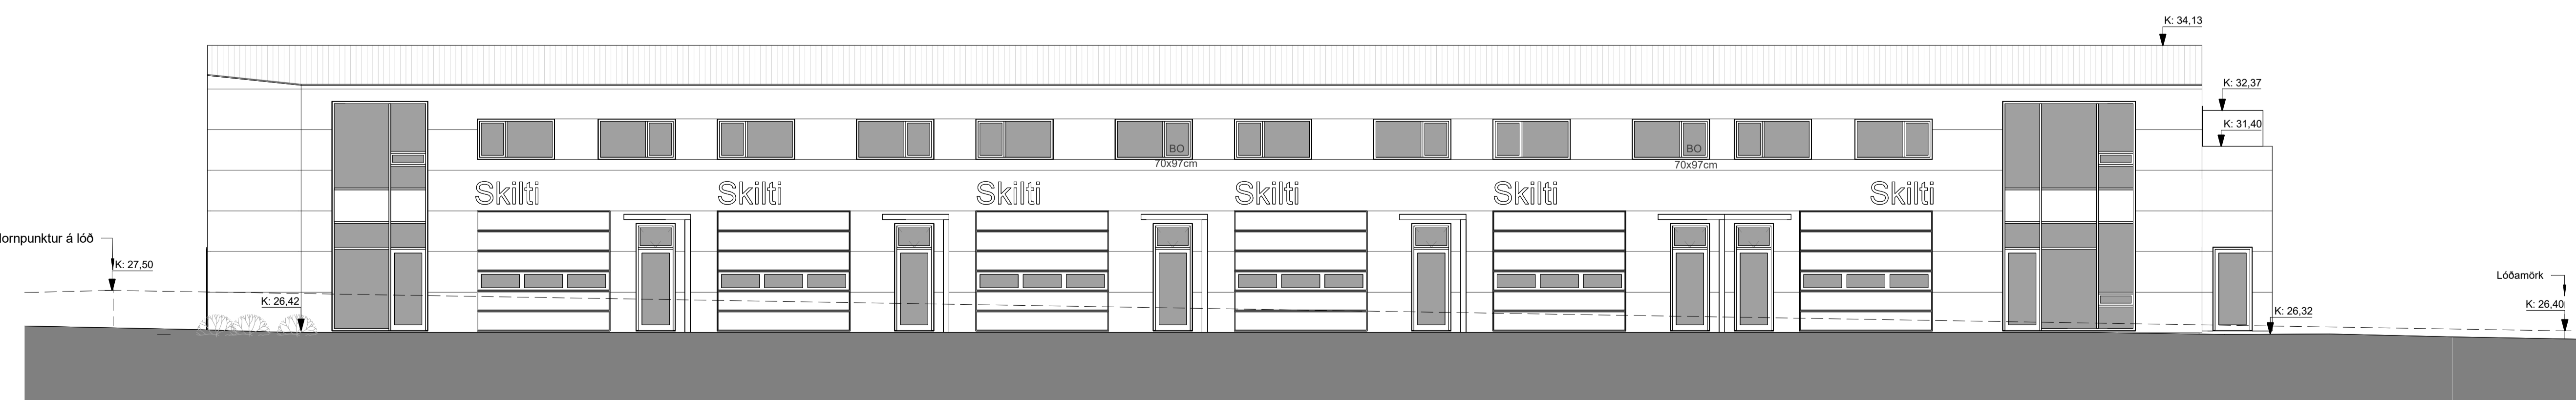 K: 34,13
K: 32,37
K: 31,40
BO
70x97cm
BO
70x97cm
Skilti Skilti Skilti Skilti Skilti Skilti
ornpunktur á lóð
K: 27,50
K: 26,42
Lóðamörk
K: 26,40
K: 26,32